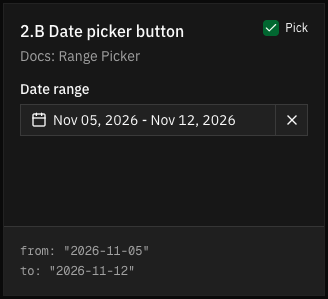 2.B Date picker button
Pick
Docs: Range Picker
Date range
Nov 05, 2026 - Nov 12, 2026
from: "2026-11-05"
to: "2026-11-12"